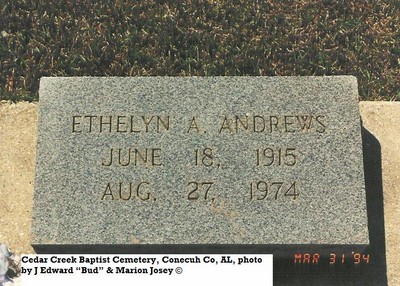 ETHELYN A. ANDREWS
JUNE 18, 1915
AUG. 27, 1974
MAR 31 '94
Cedar Creek Baptist Cemetery, Conecuh Co, AL, photo
by J Edward “Bud” & Marion Josey ©